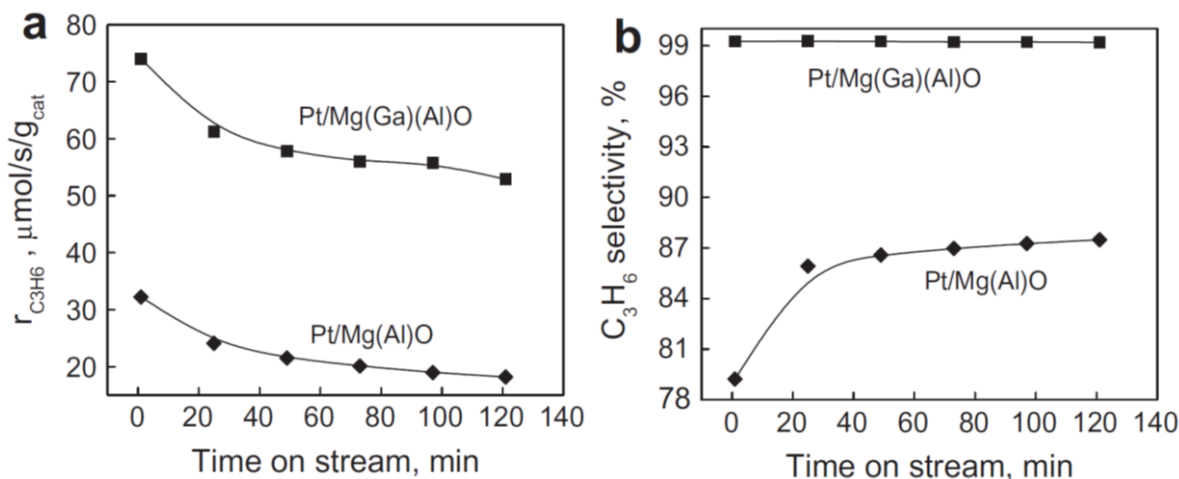 a
80
70
60
50
40
30
20
r_C3H6 , μmol/s/g_cat
Pt/Mg(Ga)(Al)O
Pt/Mg(Al)O
0 20 40 60 80 100 120 140
Time on stream, min
b
99
96
93
90
87
84
81
78
C₃H₆ selectivity, %
Pt/Mg(Ga)(Al)O
Pt/Mg(Al)O
0 20 40 60 80 100 120 140
Time on stream, min